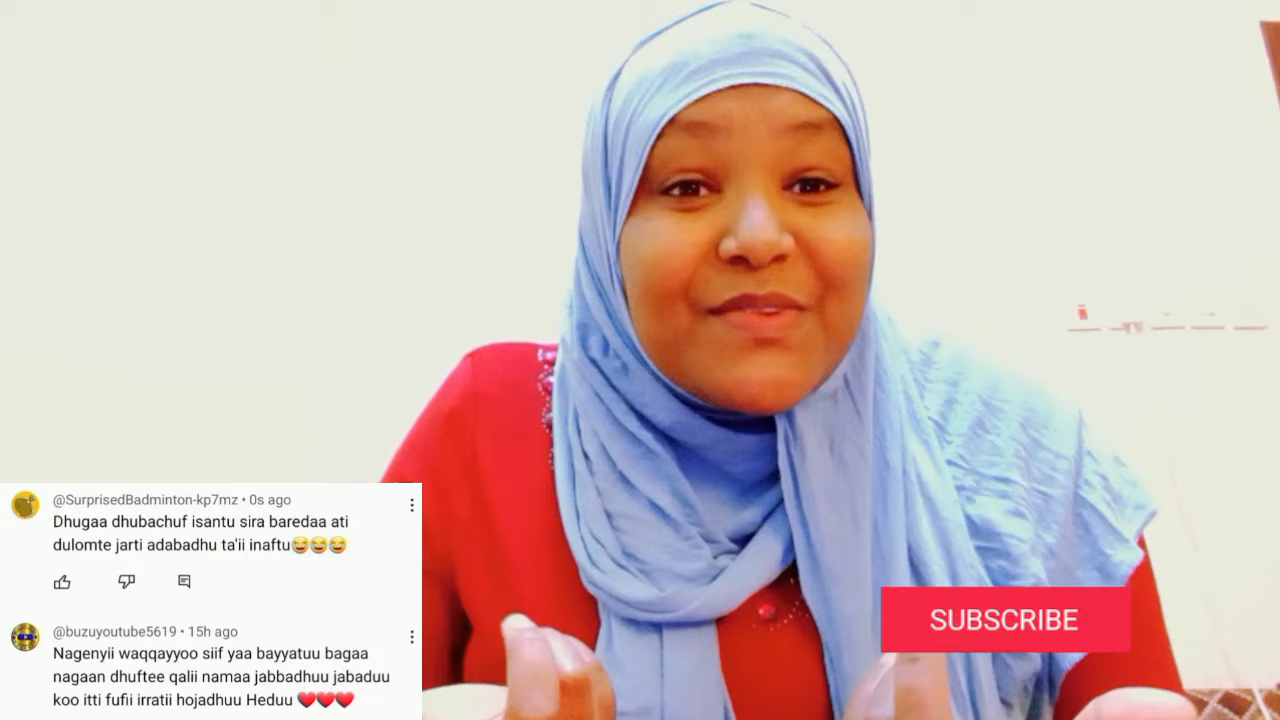 @SurprisedBadminton-kp7mz • 0s ago
Dhugaa dhubachuf isantu sira baredaa ati
dulomte jarti adabadhu ta'ii inaftu😂😂😂
@buzuyoutube5619 • 15h ago
Nagenyii waqqayyoo siif yaa bayyatuu bagaa
nagaan dhuftee qalii namaa jabbadhuu jabaduu
koo itti fufii irratii hojadhuu Heduu ❤️❤️❤️
SUBSCRIBE